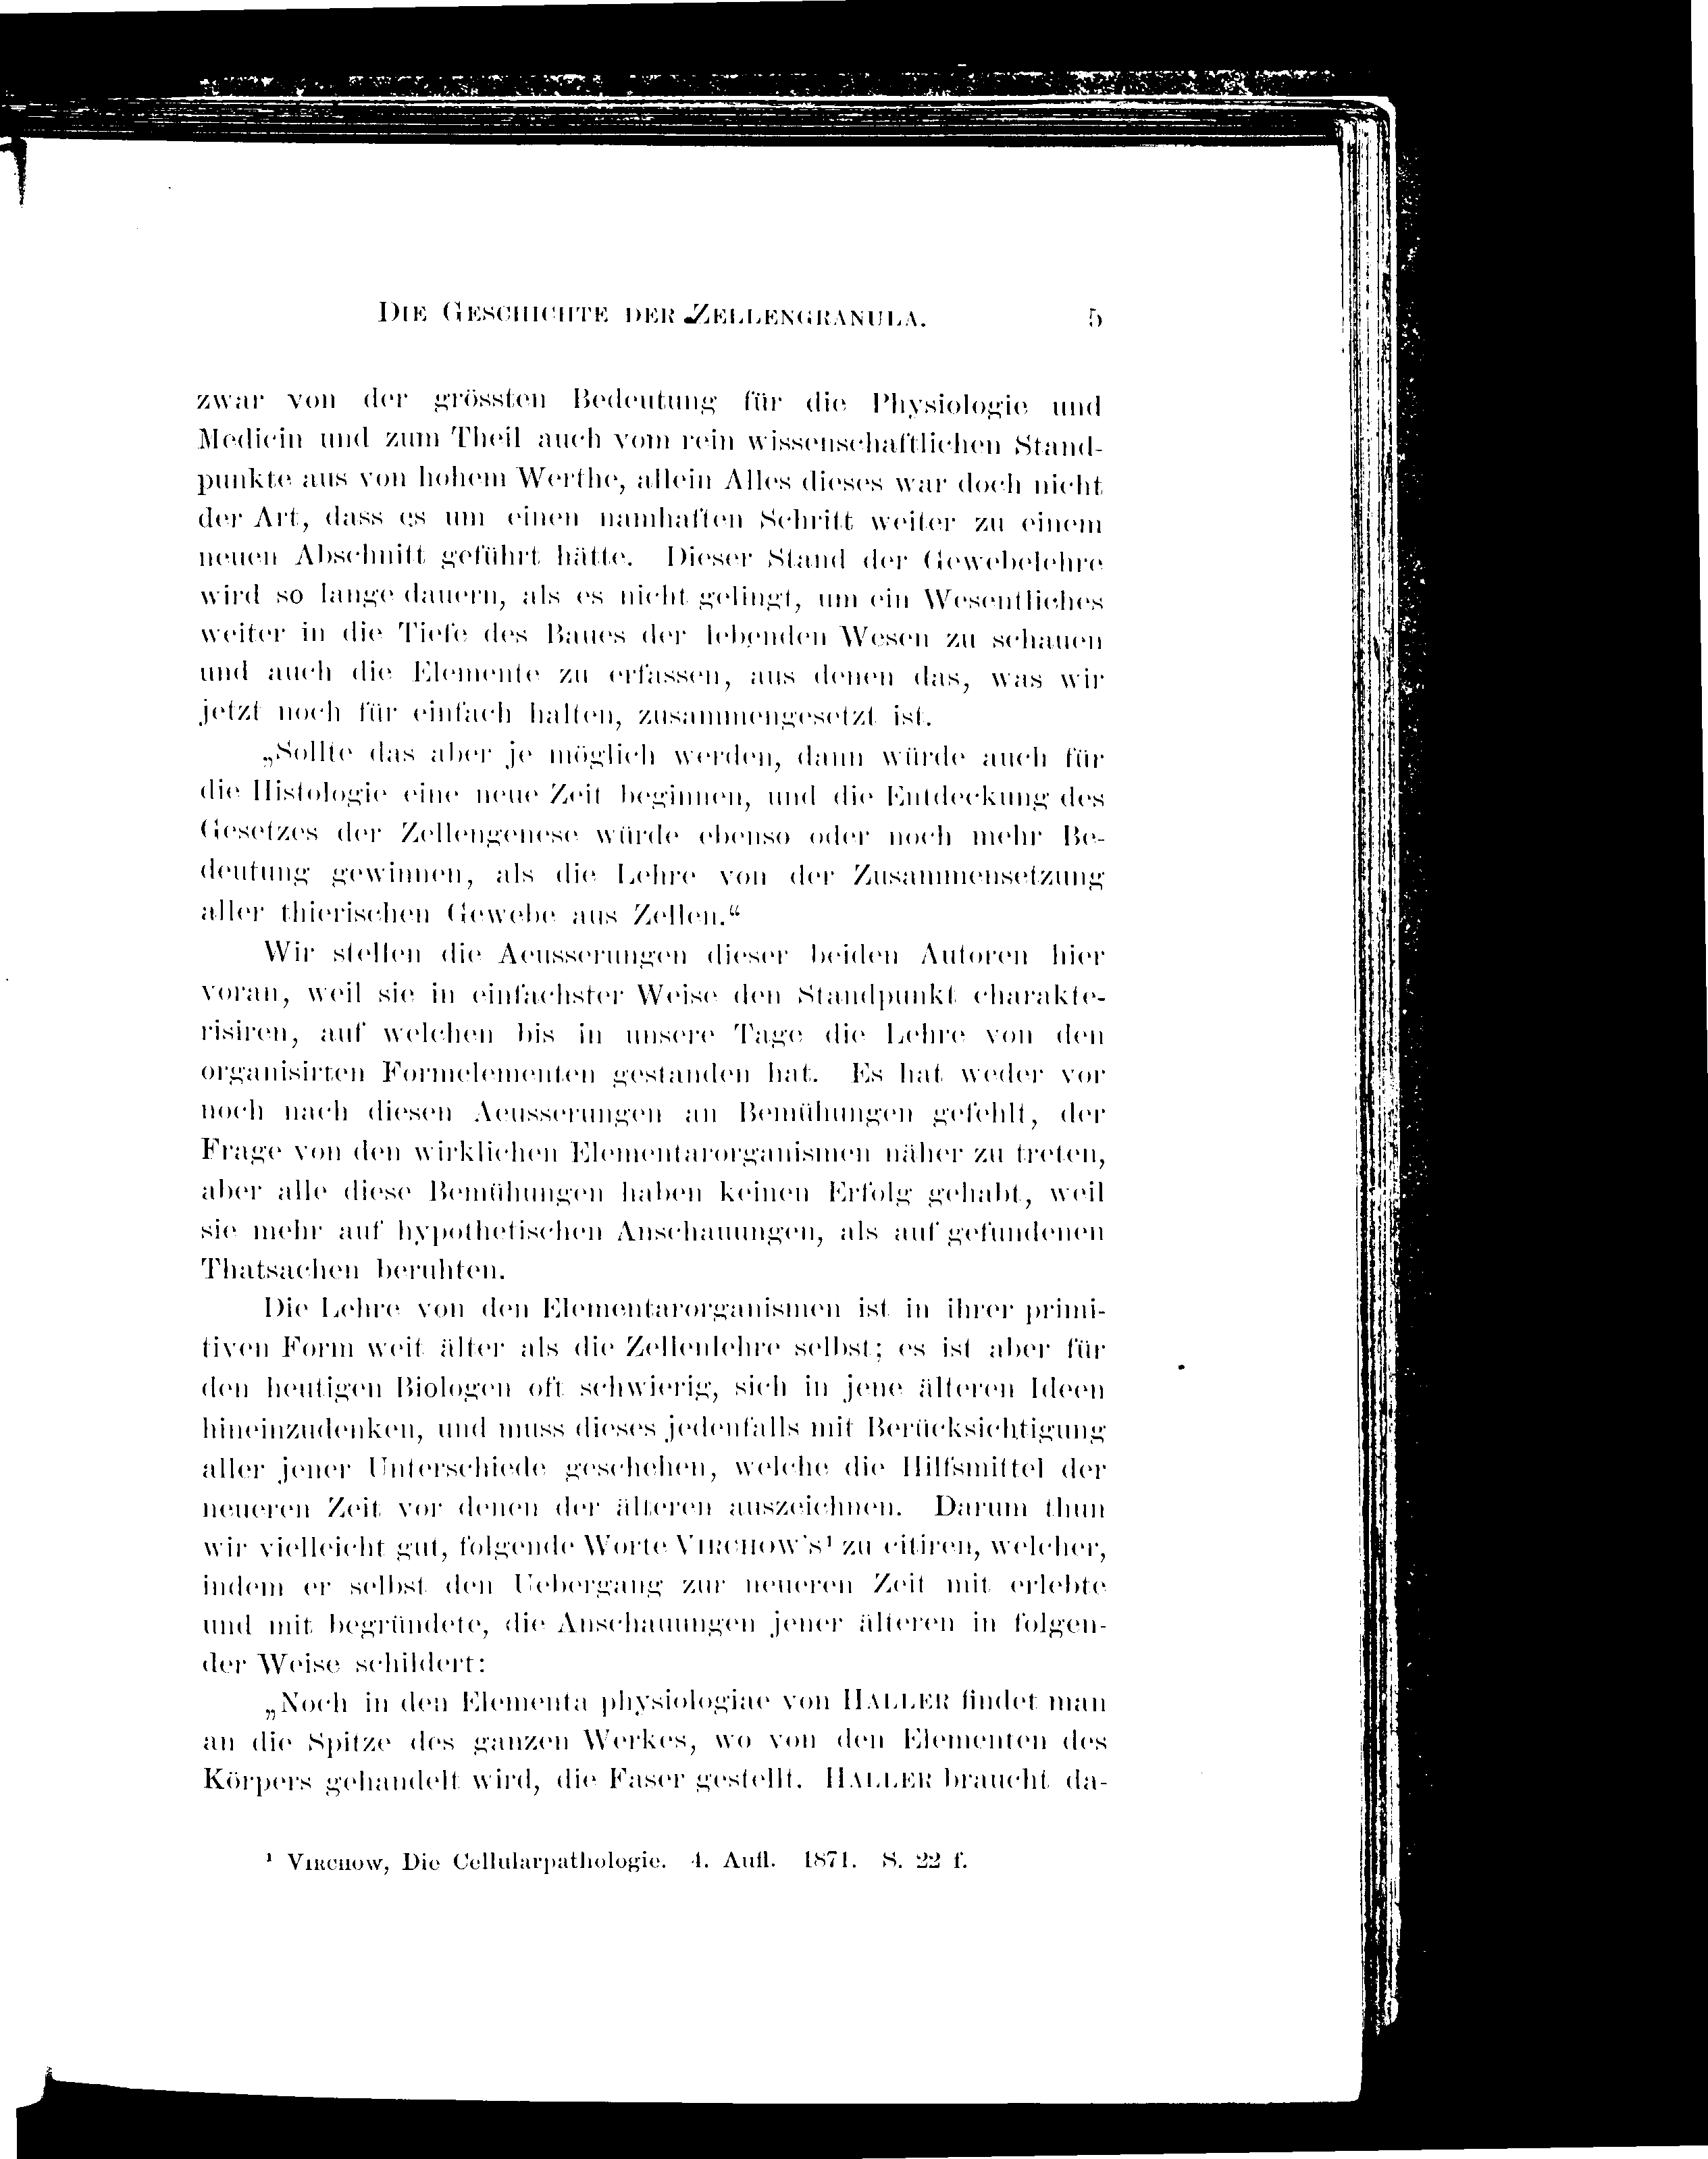 DIE GESCHICHTE DER ZELLENGRANULA. 5
zwar von der grössten Bedeutung für die Physiologie und
Medicin und zum Theil auch vom rein wissenschaftlichen Stand-
punkte aus von hohem Werthe, allein Alles dieses war doch nicht
der Art, dass es um einen namhaften Schritt weiter zu einem
neuen Abschnitt geführt hätte. Dieser Stand der Gewebelehre
wird so lange dauern, als es nicht gelingt, um ein Wesentliches
weiter in die Tiefe des Baues der lebenden Wesen zu schauen
und auch die Elemente zu erfassen, aus denen das, was wir
jetzt noch für einfach halten, zusammengesetzt ist.
„Sollte das aber je möglich werden, dann würde auch für
die Histologie eine neue Zeit beginnen, und die Entdeckung des
Gesetzes der Zellengenese würde ebenso oder noch mehr Be-
deutung gewinnen, als die Lehre von der Zusammensetzung
aller thierischen Gewebe aus Zellen.“
Wir stellen die Aeusserungen dieser beiden Autoren hier
voran, weil sie in einfachster Weise den Standpunkt charakte-
risiren, auf welchen bis in unsere Tage die Lehre von den
organisirten Formelementen gestanden hat. Es hat weder vor
noch nach diesen Aeusserungen an Bemühungen gefehlt, der
Frage von den wirklichen Elementarorganismen näher zu treten,
aber alle diese Bemühungen haben keinen Erfolg gehabt, weil
sie mehr auf hypothetischen Anschauungen, als auf gefundenen
Thatsachen beruhten.
Die Lehre von den Elementarorganismen ist in ihrer primi-
tiven Form weit älter als die Zellenlehre selbst; es ist aber für
den heutigen Biologen oft schwierig, sich in jene älteren Ideen
hineinzudenken, und muss dieses jedenfalls mit Berücksichtigung
aller jener Unterschiede geschehen, welche die Hilfsmittel der
neueren Zeit vor denen der älteren auszeichnen. Darum thun
wir vielleicht gut, folgende Worte VIRCHOW's¹ zu citiren, welcher,
indem er selbst den Uebergang zur neueren Zeit mit erlebte
und mit begründete, die Anschauungen jener älteren in folgen-
der Weise schildert:
„Noch in den Elementa physiologiae von HALLER findet man
an die Spitze des ganzen Werkes, wo von den Elementen des
Körpers gehandelt wird, die Faser gestellt. HALLER braucht da-
¹ VIRCHOW, Die Cellularpathologie. 4. Aufl. 1871. S. 22 f.